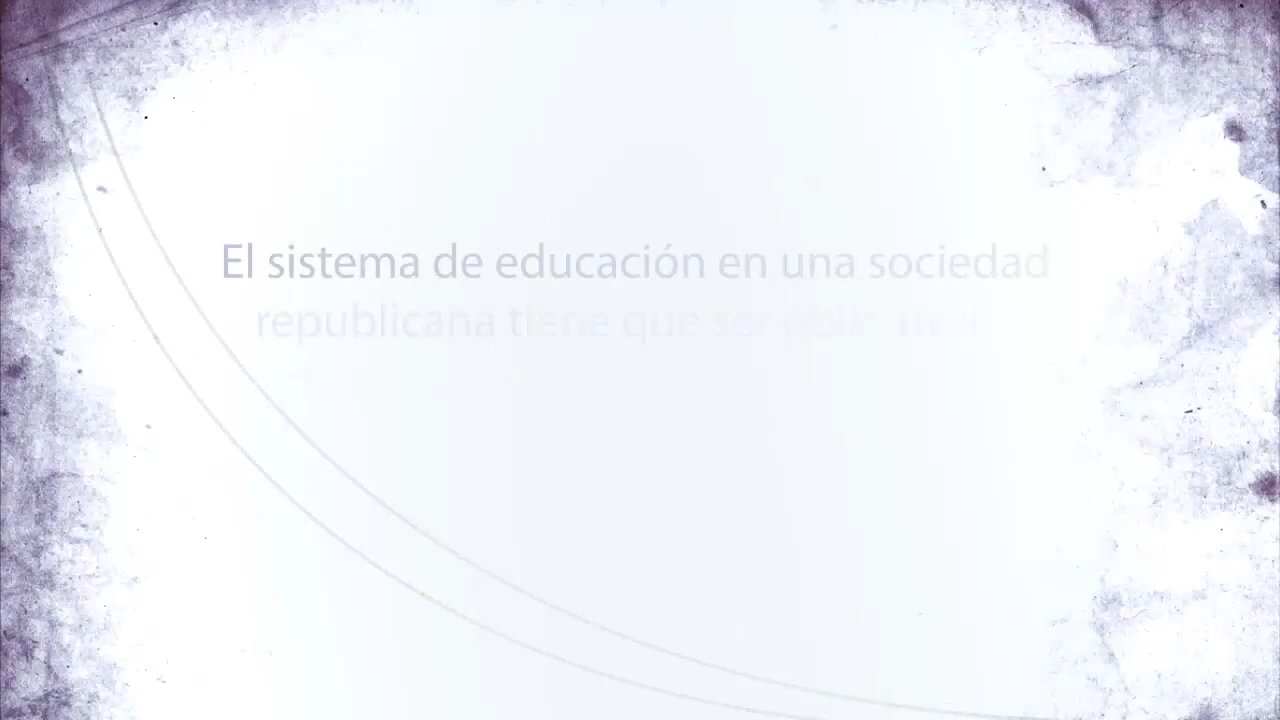 El sistema de educación en una sociedad
republicana tiene que ser